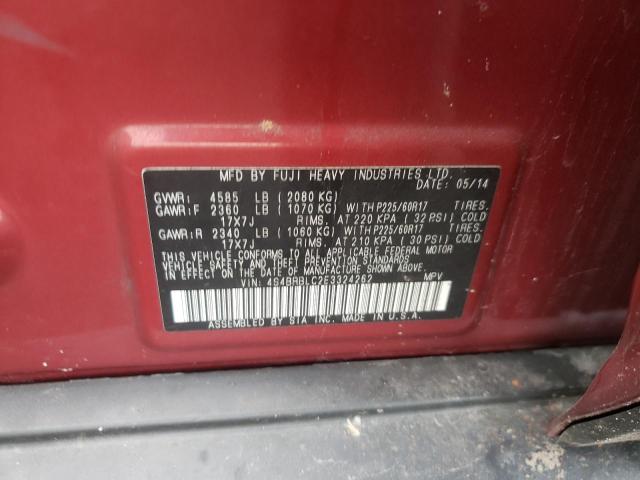 MFD BY FUJI HEAVY INDUSTRIES LTD.
DATE: 05/14
GVWR: 4585 LB (2080 KG)
GAWR:F 2360 LB (1070 KG) WITH P225/60R17 TIRES.
17X7J RIMS. AT 220 KPA (32 PSI) COLD
GAWR:R 2340 LB (1060 KG) WITH P225/60R17 TIRES.
17X7J RIMS. AT 210 KPA (30 PSI) COLD
THIS VEHICLE CONFORMS TO ALL APPLICABLE FEDERAL MOTOR
VEHICLE SAFETY, BUMPER, AND THEFT PREVENTION STANDARDS
IN EFFECT ON THE DATE OF MANUFACTURE SHOWN ABOVE.
VIN: 4S4BRBLC2E3324262 MPV
ASSEMBLED BY SIA INC. MADE IN U.S.A.